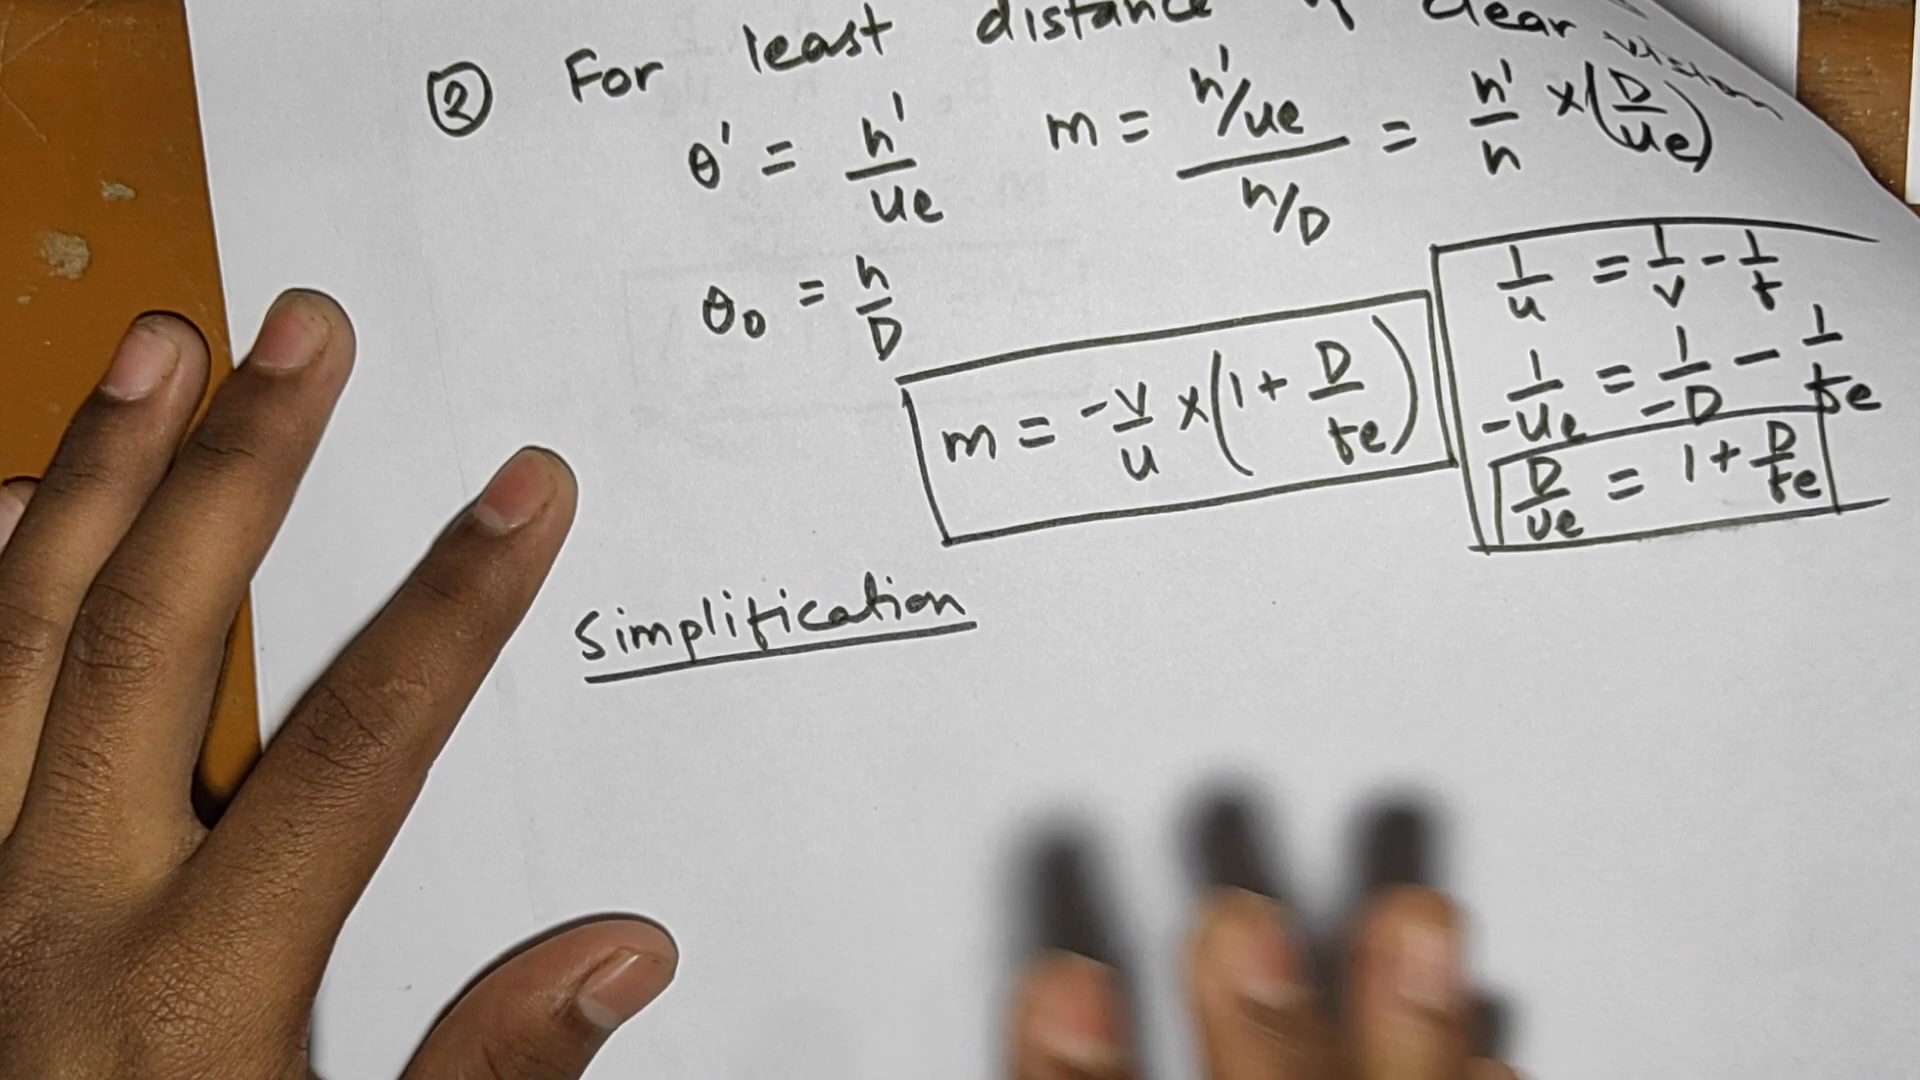 ② For least distance of clear vision
θ' = h'/ue   m = (h'/ue)/(h/D) = h'/h × (D/ue)
θ0 = h/D
m = -v/u × (1 + D/fe)
1/u = 1/v - 1/f
1/-ue = 1/-D - 1/fe
D/ue = 1 + D/fe
Simplification